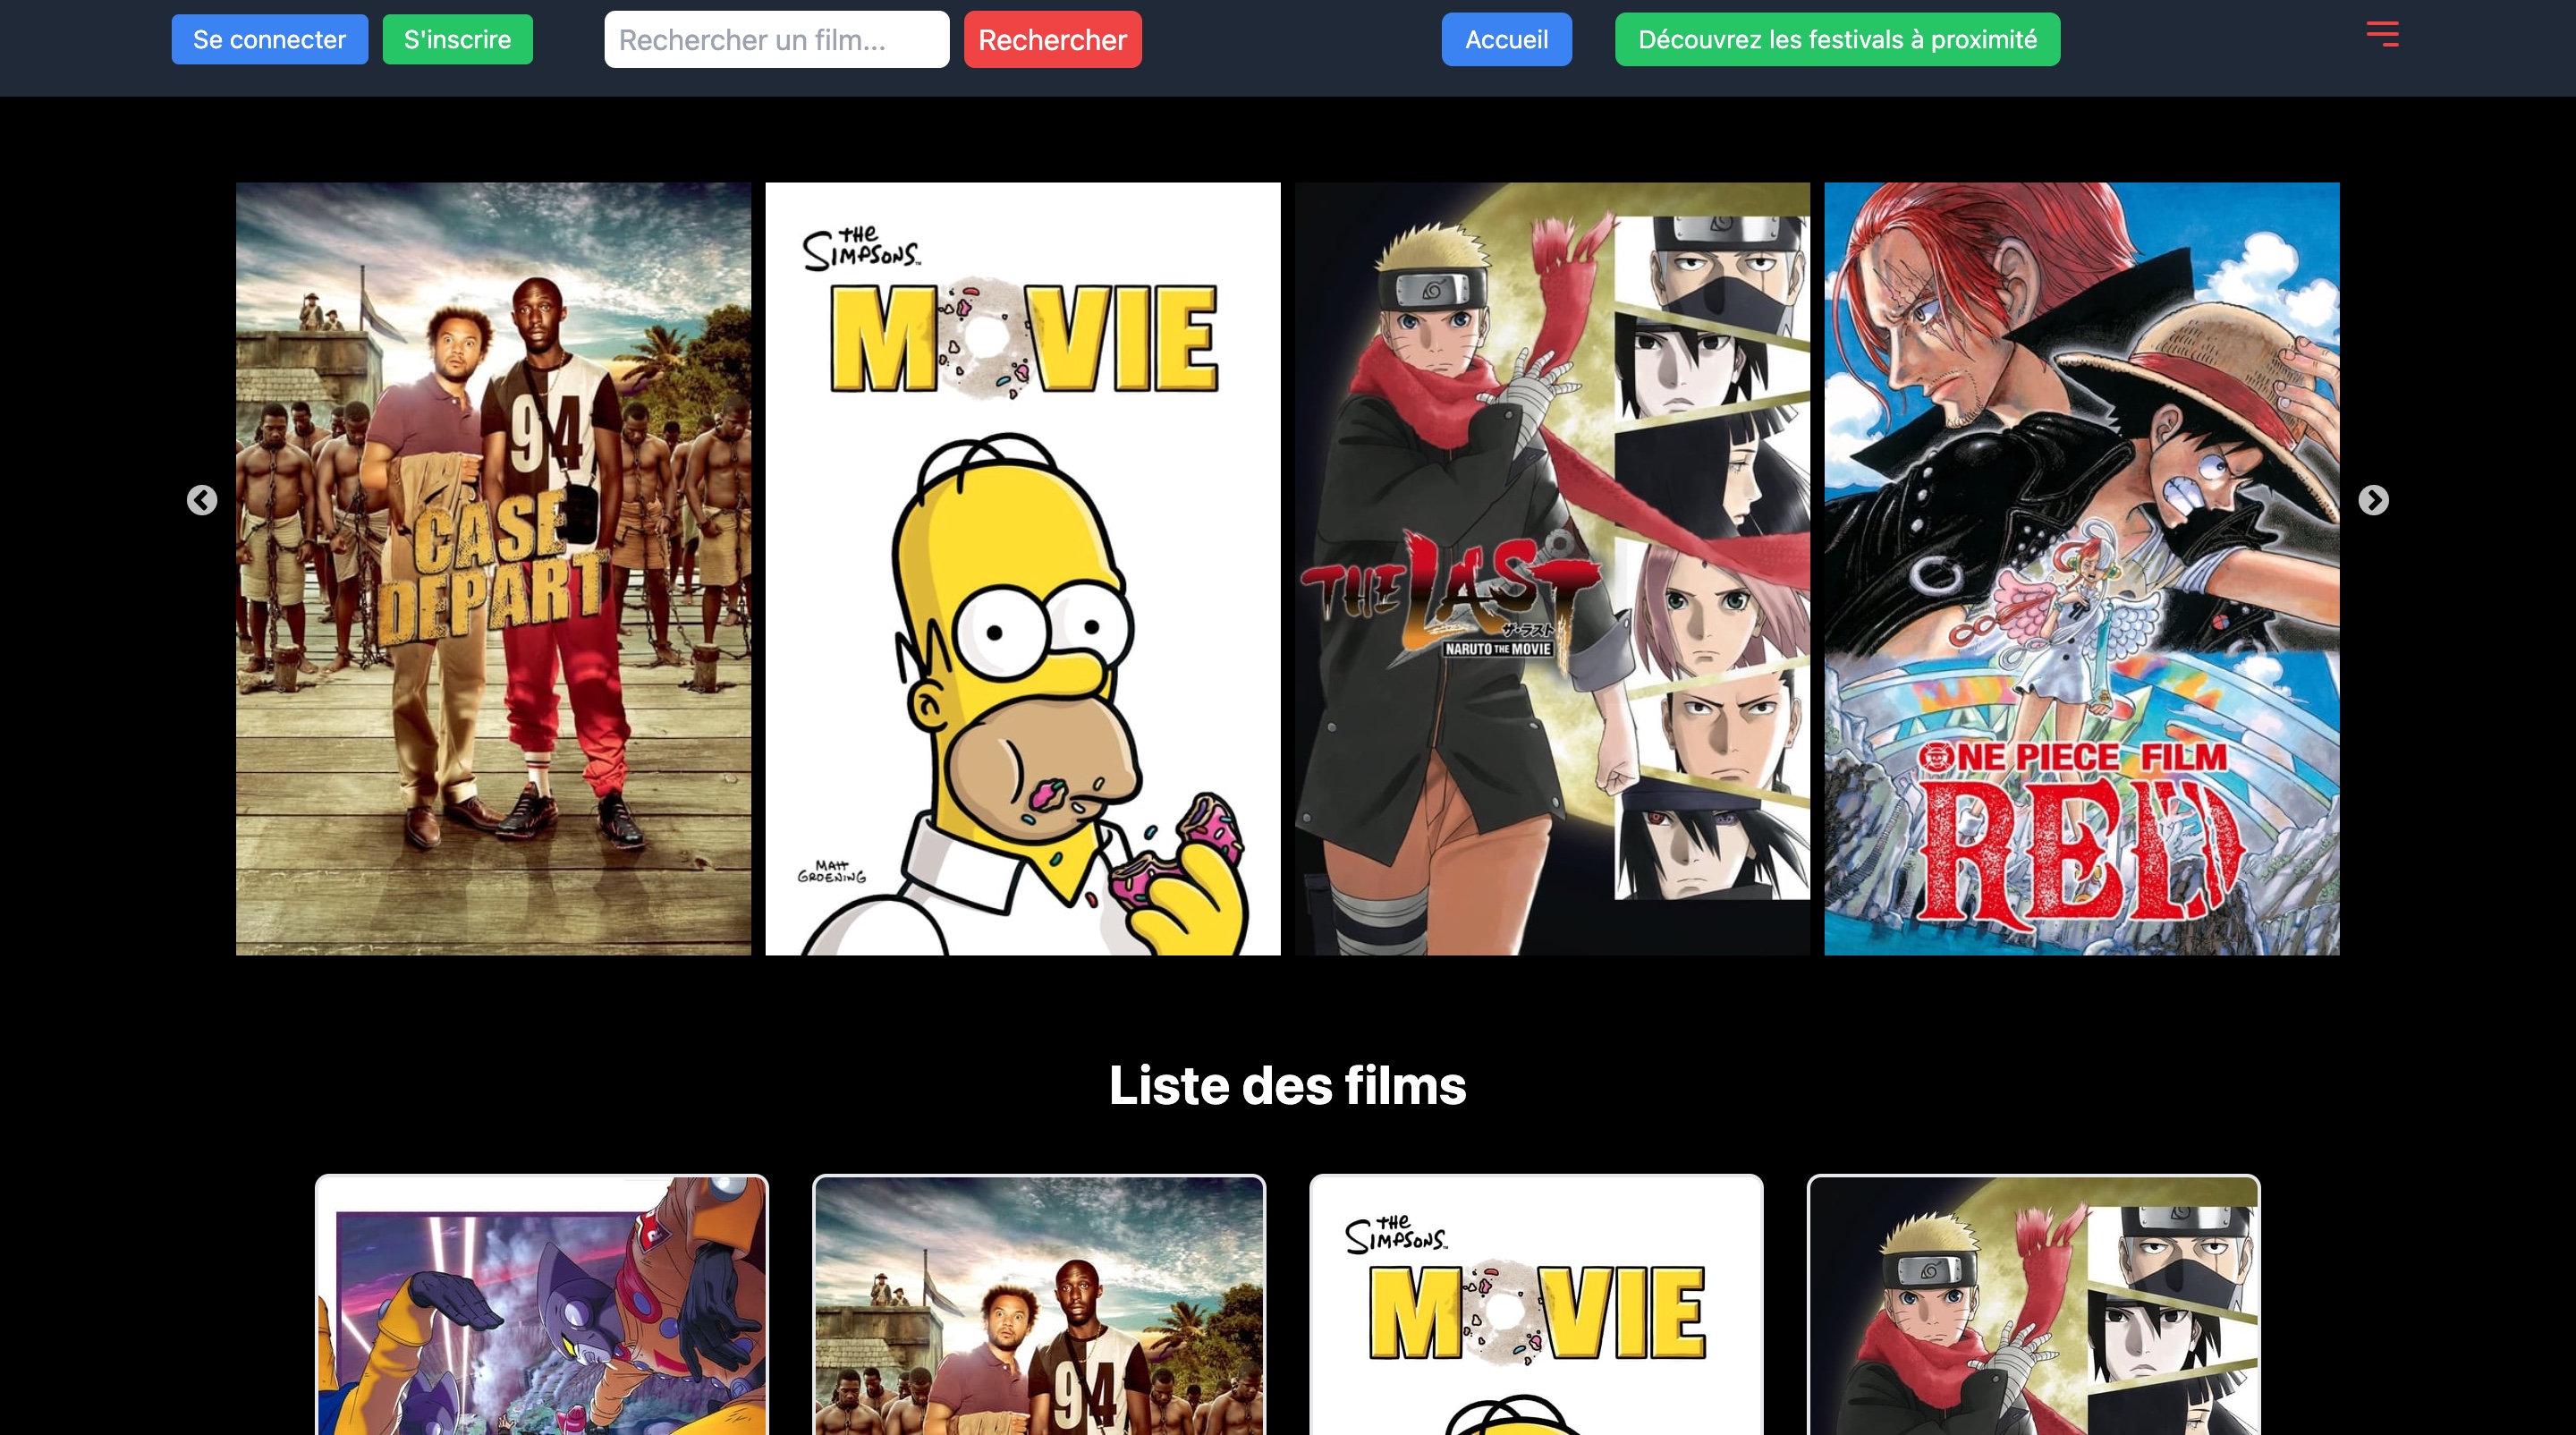 Se connecter
S'inscrire
Rechercher un film...
Rechercher
Accueil
Découvrez les festivals à proximité
94
CASE
DEPART
THE
SIMPSONS™
MOVIE
MATT
GROENING
THE LAST
ザ・ラスト
NARUTO THE MOVIE
ONE PIECE FILM
RED
Liste des films
94
THE
SIMPSONS™
MOVIE